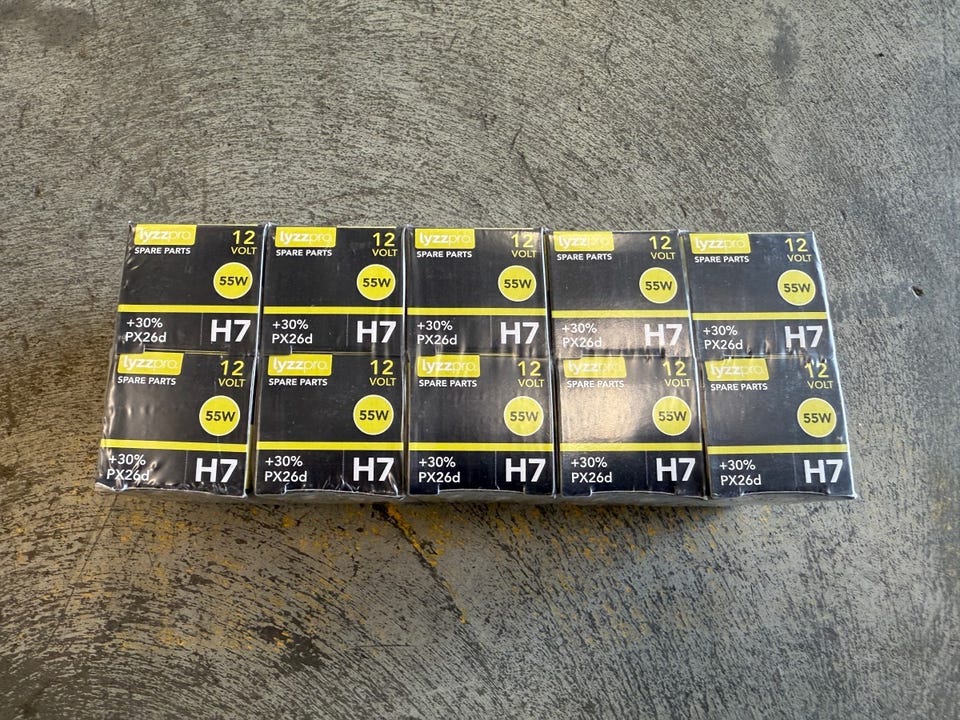 lyzzpro 12
SPARE PARTS VOLT
55W
+30%
PX26d H7
lyzzpro 12
SPARE PARTS VOLT
55W
+30%
PX26d H7
lyzzpro 12
SPARE PARTS VOLT
55W
+30%
PX26d H7
lyzzpro 12
SPARE PARTS VOLT
55W
+30%
PX26d H7
lyzzpro 12
SPARE PARTS VOLT
55W
+30%
PX26d H7
lyzzpro 12
SPARE PARTS VOLT
55W
+30%
PX26d H7
lyzzpro 12
SPARE PARTS VOLT
55W
+30%
PX26d H7
lyzzpro 12
SPARE PARTS VOLT
55W
+30%
PX26d H7
lyzzpro 12
SPARE PARTS VOLT
55W
+30%
PX26d H7
lyzzpro 12
SPARE PARTS VOLT
55W
+30%
PX26d H7